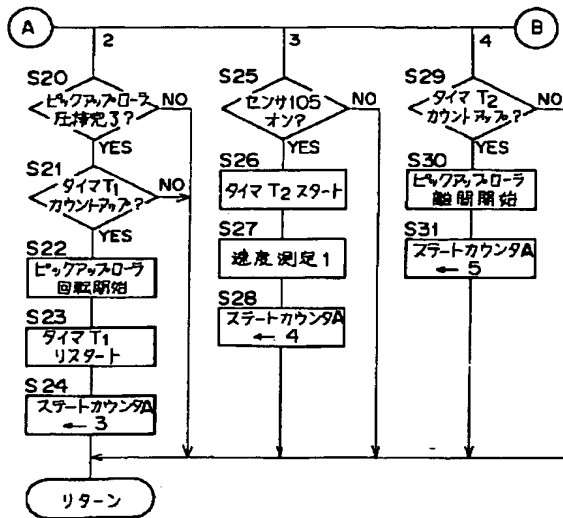 A
B
2
3
4
S20
ピックアップローラ
圧接完了?
NO
YES
S21
タイマT1
カウントアップ?
NO
YES
S22
ピックアップローラ
回転開始
S23
タイマ T1
リスタート
S24
ステートカウンタA
← 3
リターン
S25
センサ105
オン?
NO
YES
S26
タイマ T2 スタート
S27
速度測定1
S28
ステートカウンタA
← 4
S29
タイマ T2
カウントアップ?
NO
YES
S30
ピックアップローラ
離間開始
S31
ステートカウンタA
← 5